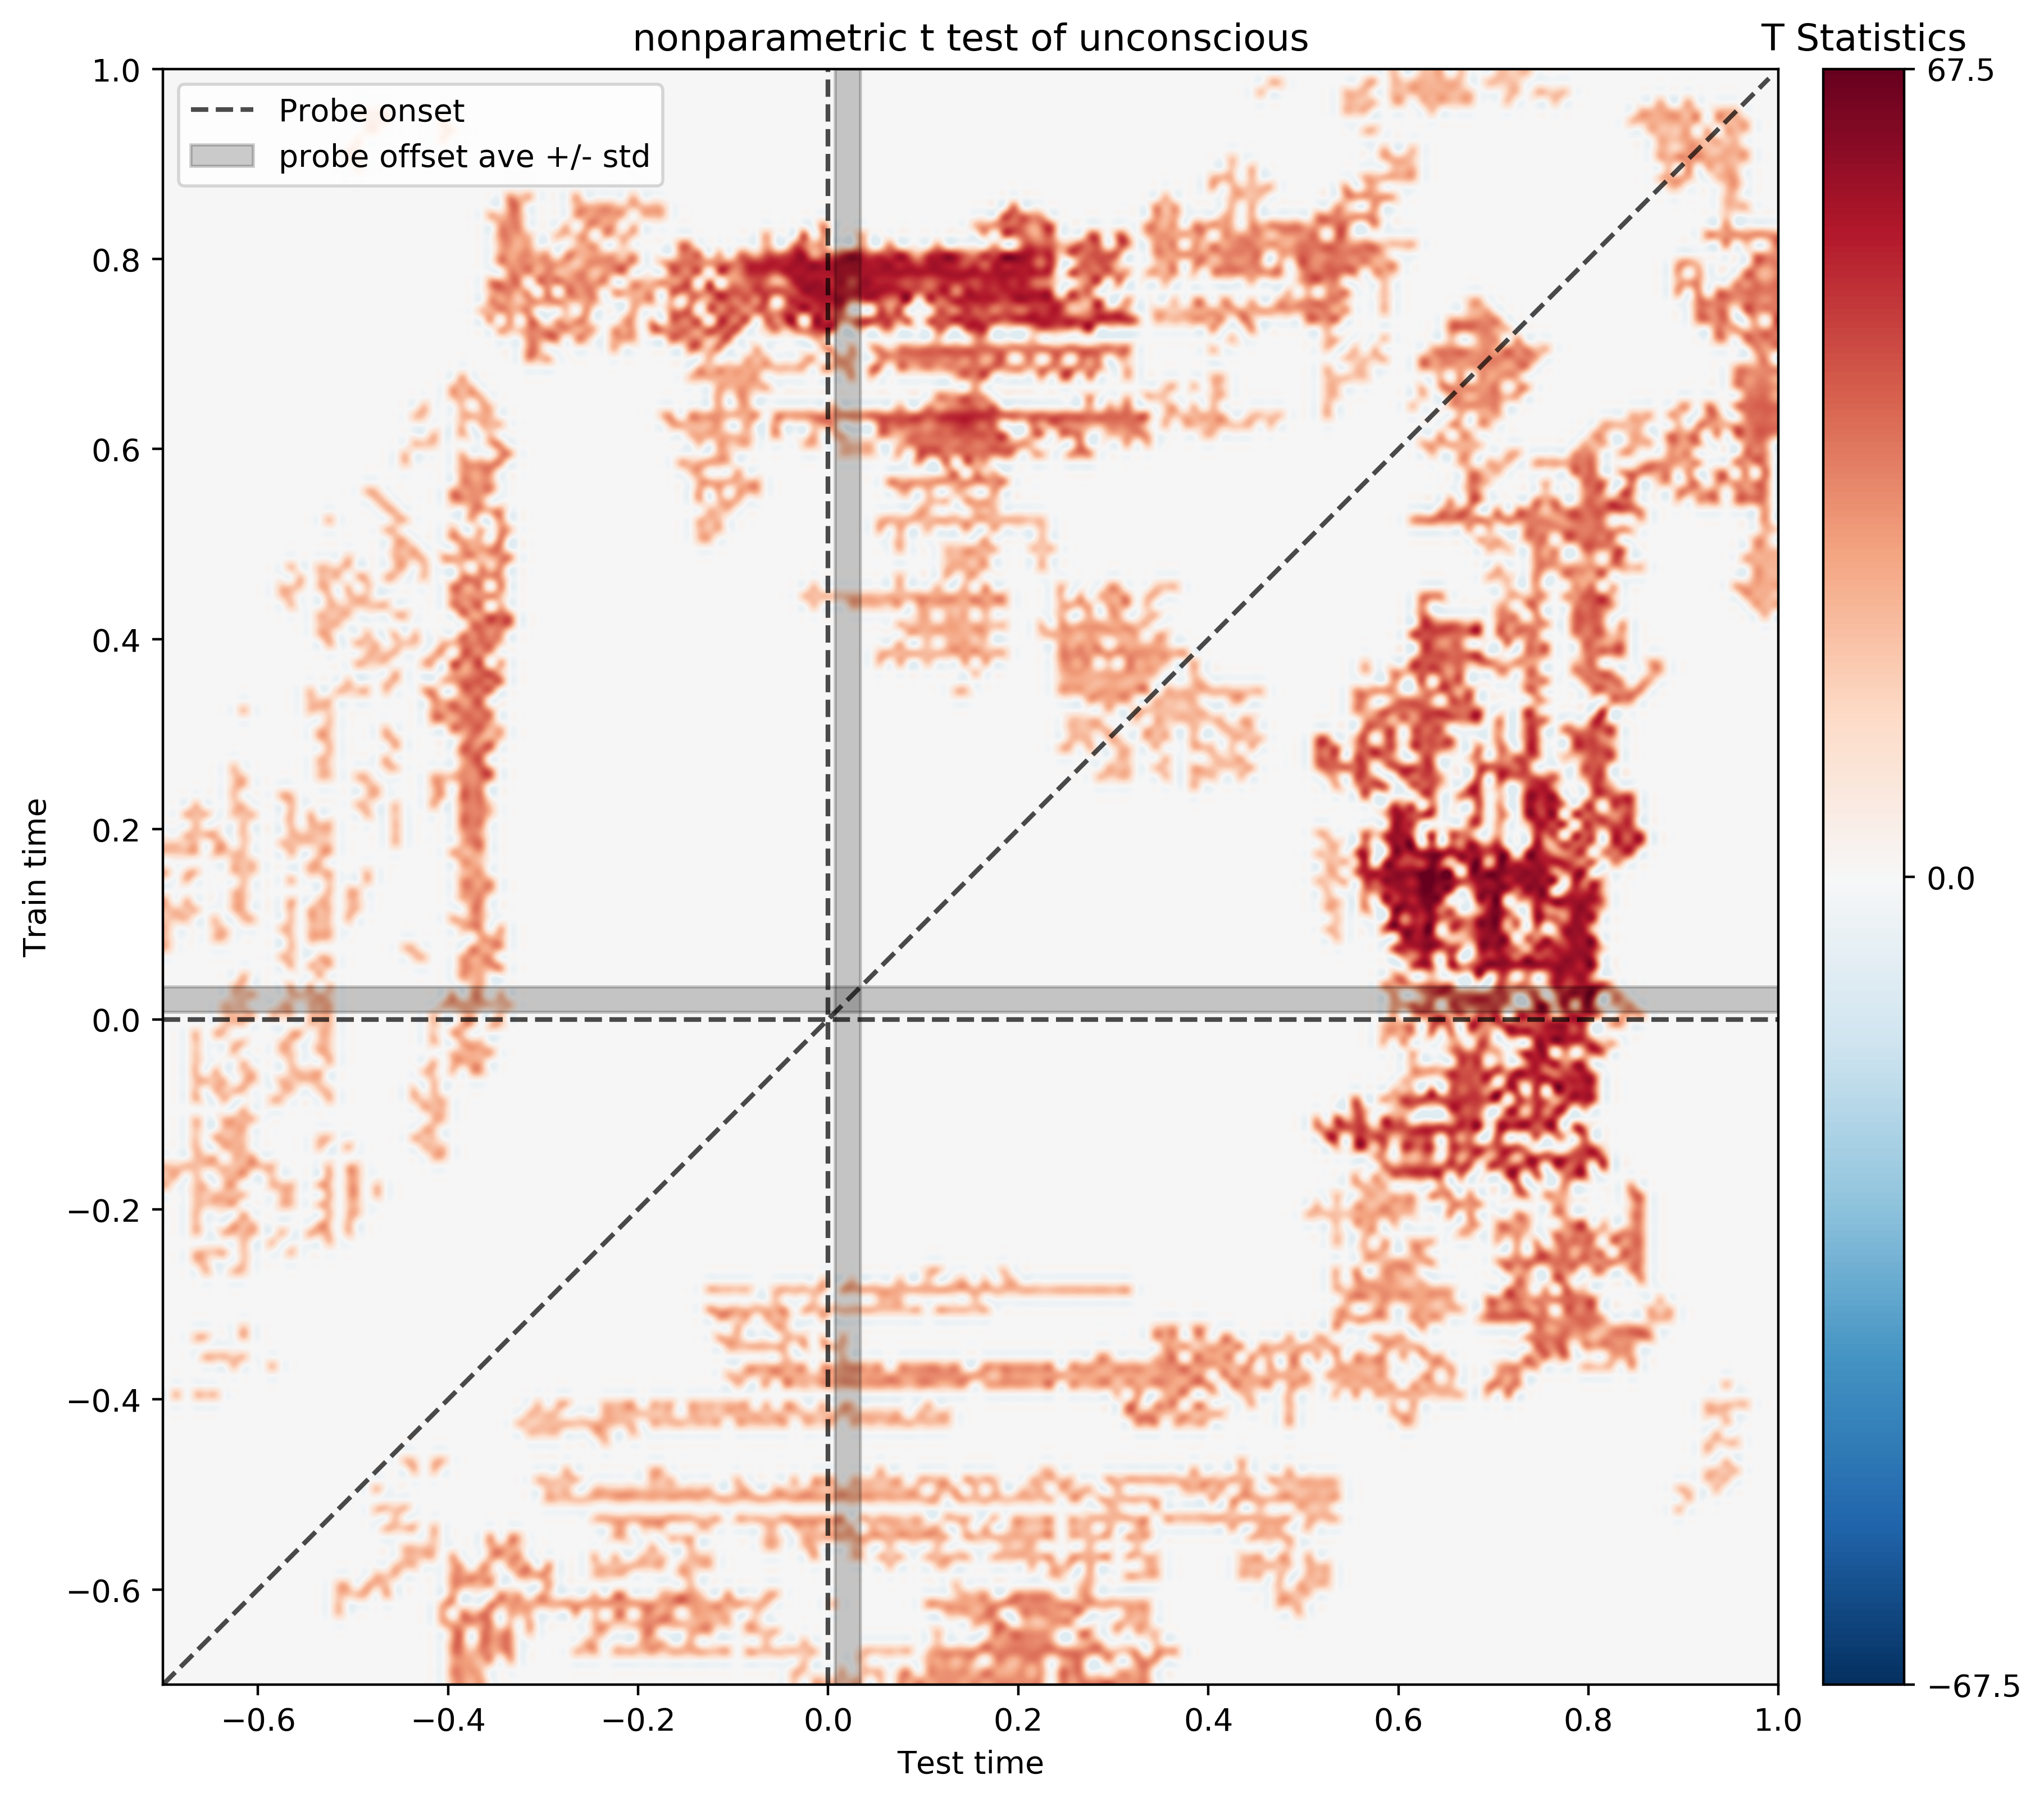 nonparametric t test of unconscious
T Statistics
Probe onset
probe offset ave +/- std
1.0
0.8
0.6
0.4
0.2
0.0
−0.2
−0.4
−0.6
Train time
−0.6 −0.4 −0.2 0.0 0.2 0.4 0.6 0.8 1.0
Test time
67.5
0.0
−67.5